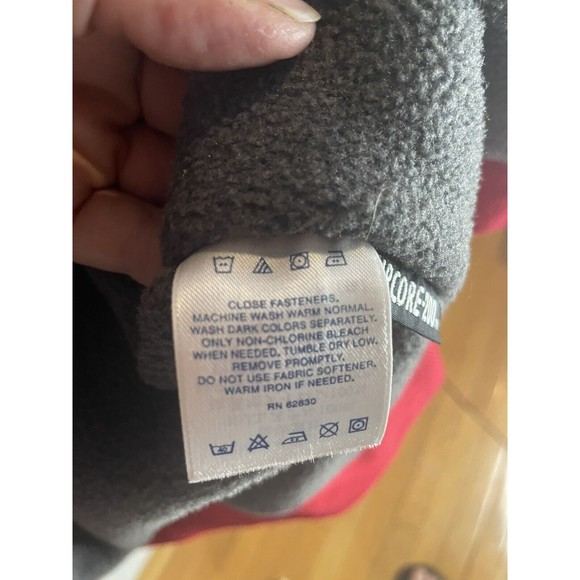 CLOSE FASTENERS.
MACHINE WASH WARM NORMAL.
WASH DARK COLORS SEPARATELY.
ONLY NON-CHLORINE BLEACH
WHEN NEEDED. TUMBLE DRY LOW.
REMOVE PROMPTLY.
DO NOT USE FABRIC SOFTENER.
WARM IRON IF NEEDED.
RN 62830